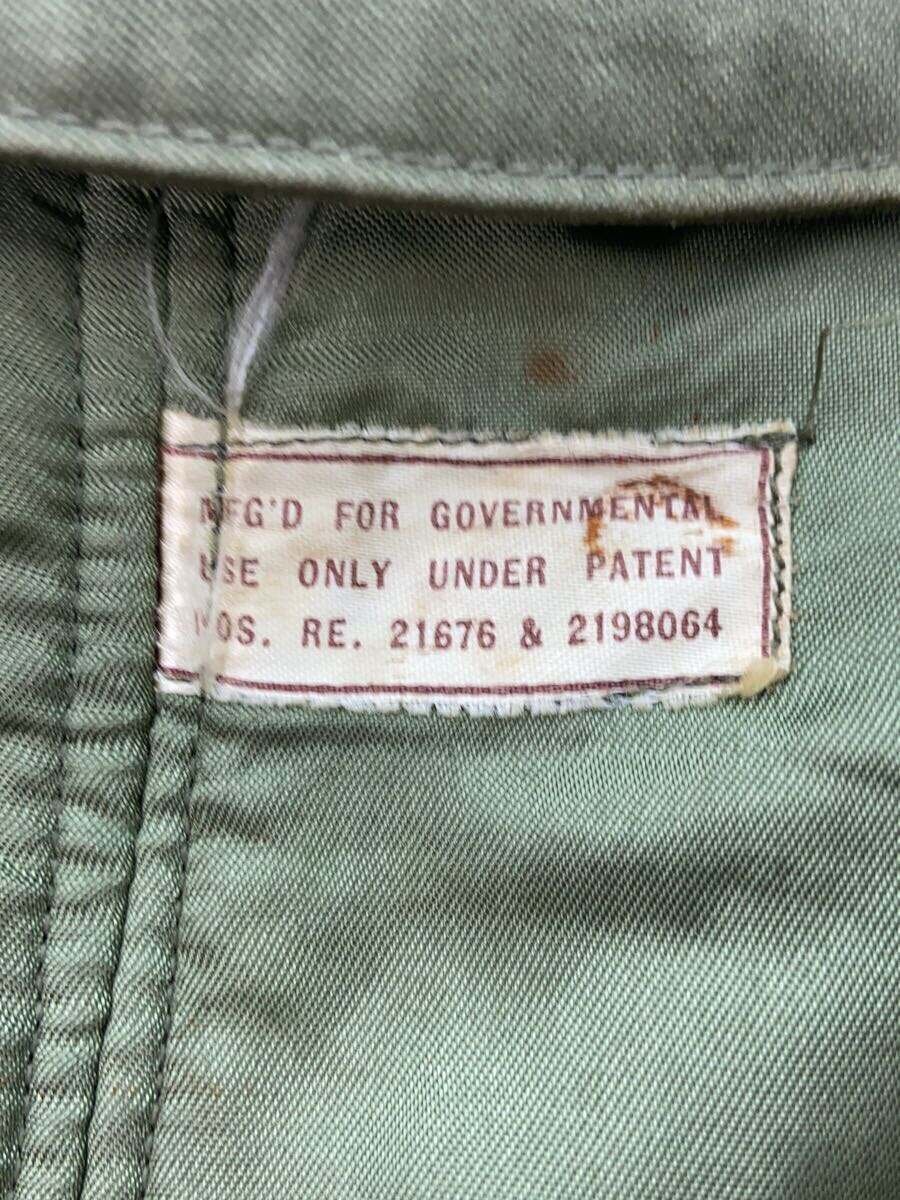 MFG'D FOR GOVERNMENTAL
USE ONLY UNDER PATENT
NOS. RE. 21676 & 2198064